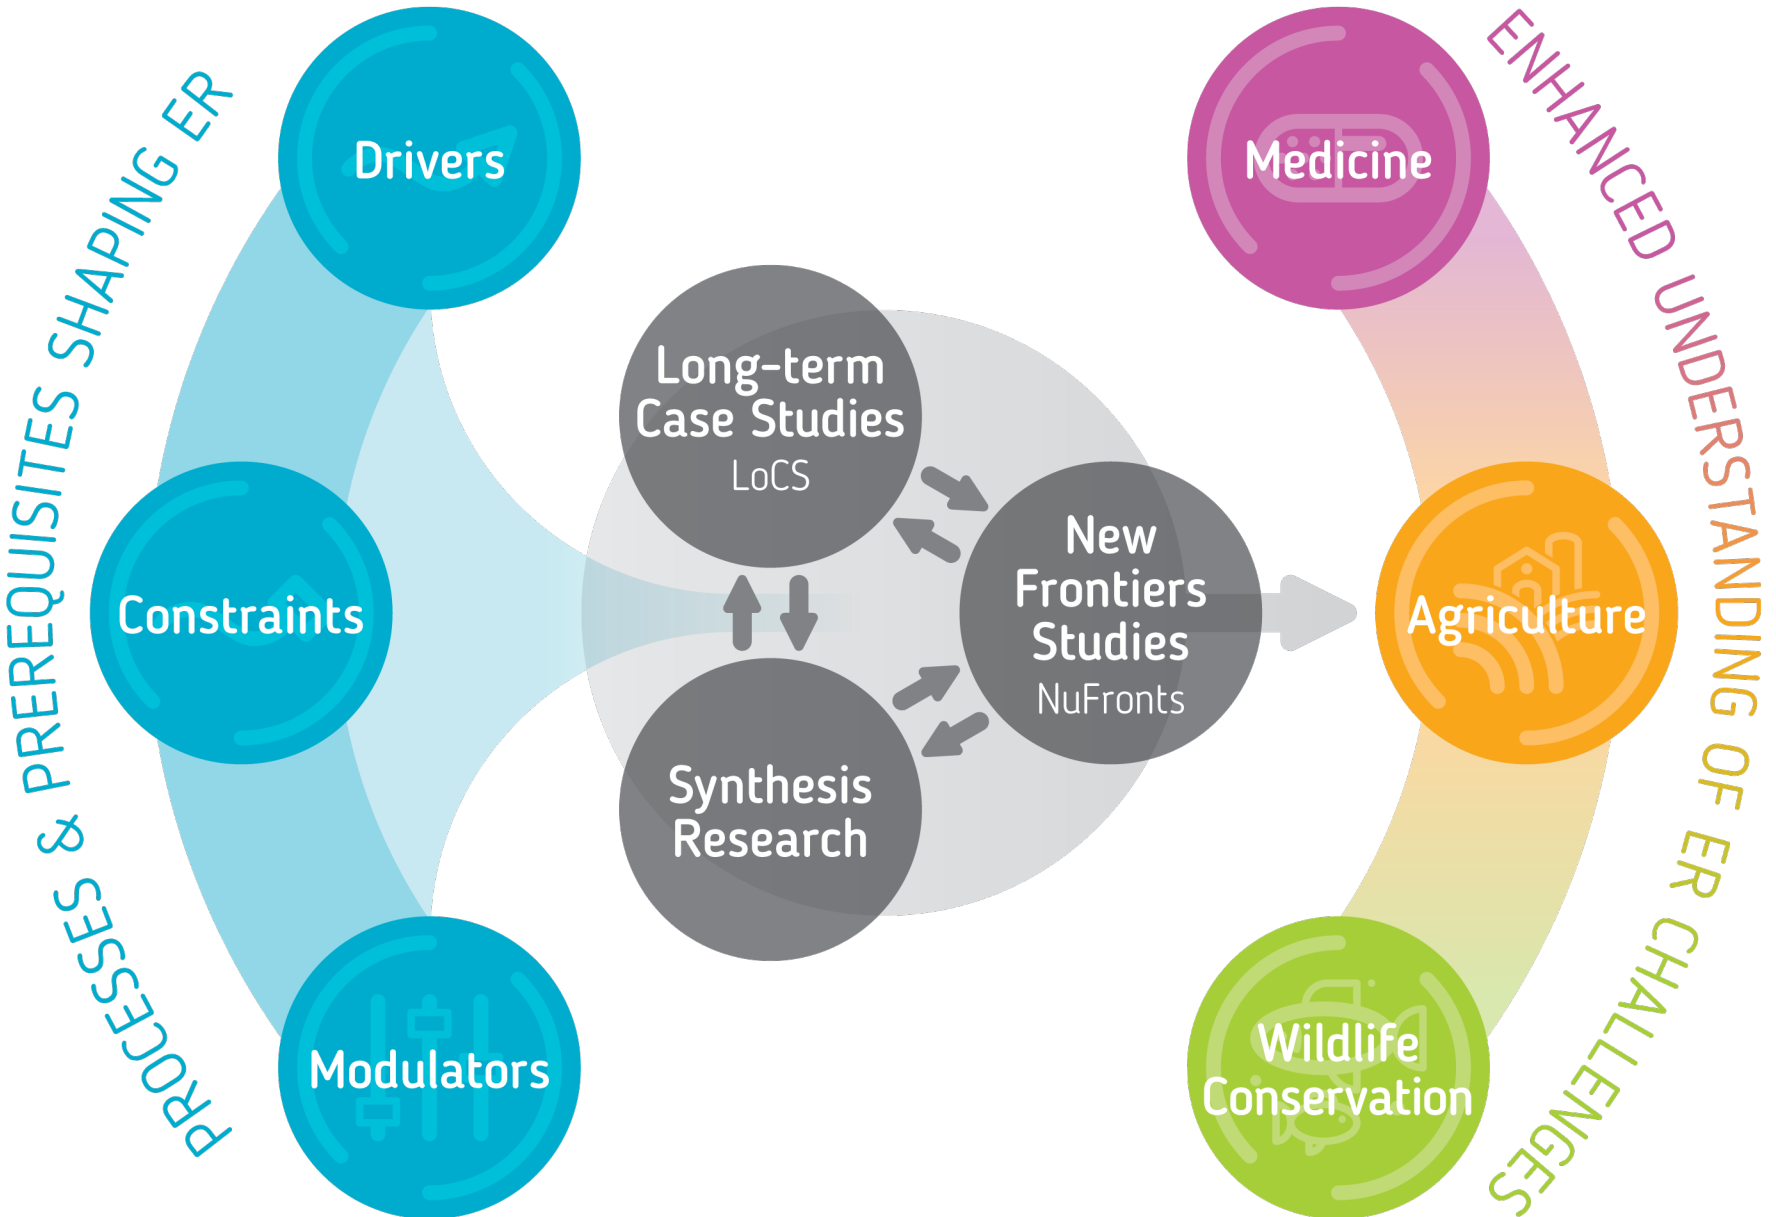 PROCESSES & PREREQUISITES SHAPING ER
Drivers
Constraints
Modulators
Long-term
Case Studies
LoCS
New
Frontiers
Studies
NuFronts
Synthesis
Research
Medicine
Agriculture
Wildlife
Conservation
ENHANCED UNDERSTANDING OF ER CHALLENGES